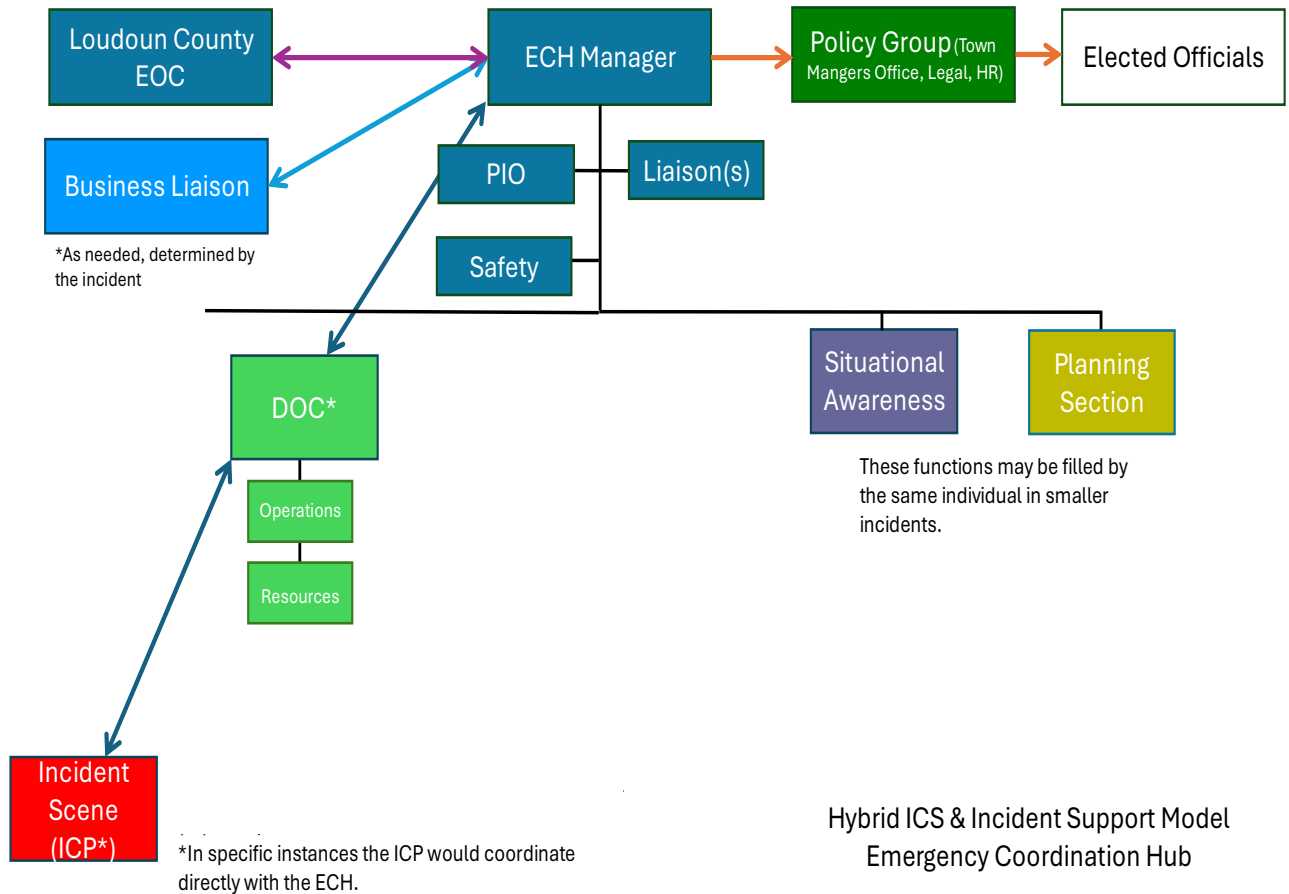 Loudoun County
EOC
ECH Manager
Policy Group (Town
Mangers Office, Legal, HR)
Elected Officials
Business Liaison
*As needed, determined by
the incident
PIO
Liaison(s)
Safety
DOC*
Situational
Awareness
Planning
Section
These functions may be filled by
the same individual in smaller
incidents.
Operations
Resources
Incident
Scene
(ICP*)
*In specific instances the ICP would coordinate
directly with the ECH.
Hybrid ICS & Incident Support Model
Emergency Coordination Hub